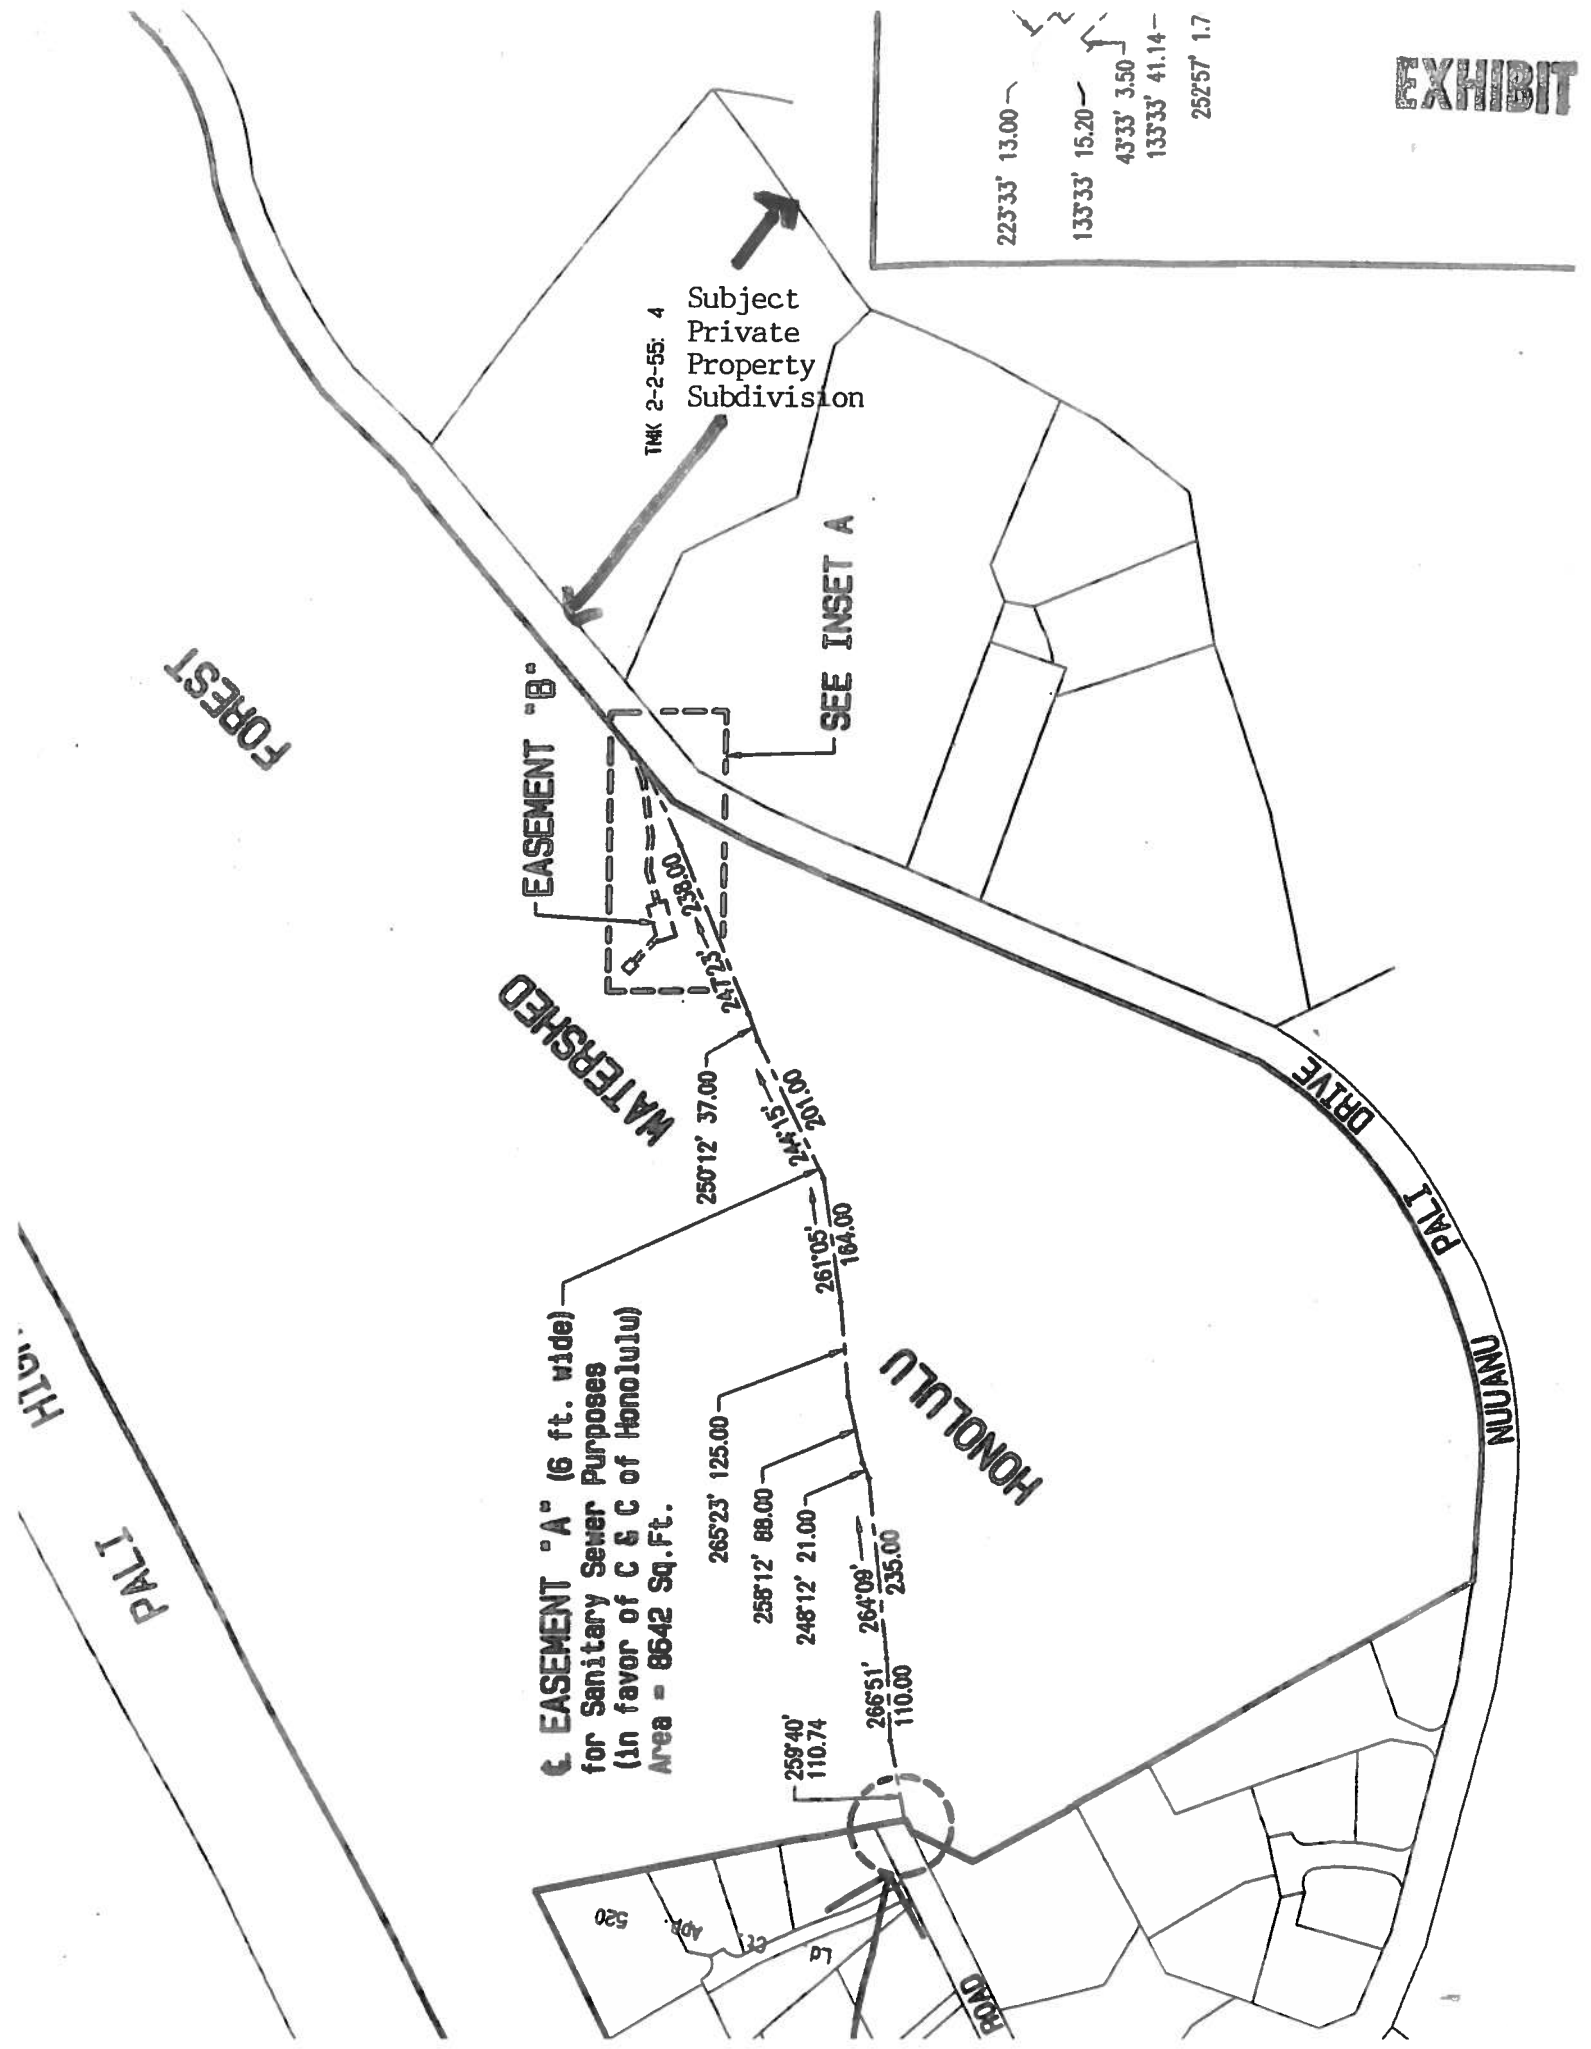 EXHIBIT
223°33' 13.00
133°33' 15.20
43°33' 3.50
133°33' 41.14
252°57' 1.7
TMK 2-2-55: 4
Subject
Private
Property
Subdivision
SEE INSET A
EASEMENT "B"
FOREST
WATERSHED
HONOLULU
238.00
247°23'
250°12' 37.00
244°15'
201.00
261°05'
164.00
℄ EASEMENT "A" (6 ft. wide)
for Sanitary Sewer Purposes
(in favor of C & C of Honolulu)
Area = 8642 Sq.Ft.
265°23' 125.00
258°12' 88.00
248°12' 21.00
264°09'
235.00
266°51'
110.00
259°40'
110.74
PALI
NUUANU PALI DRIVE
ROAD
520